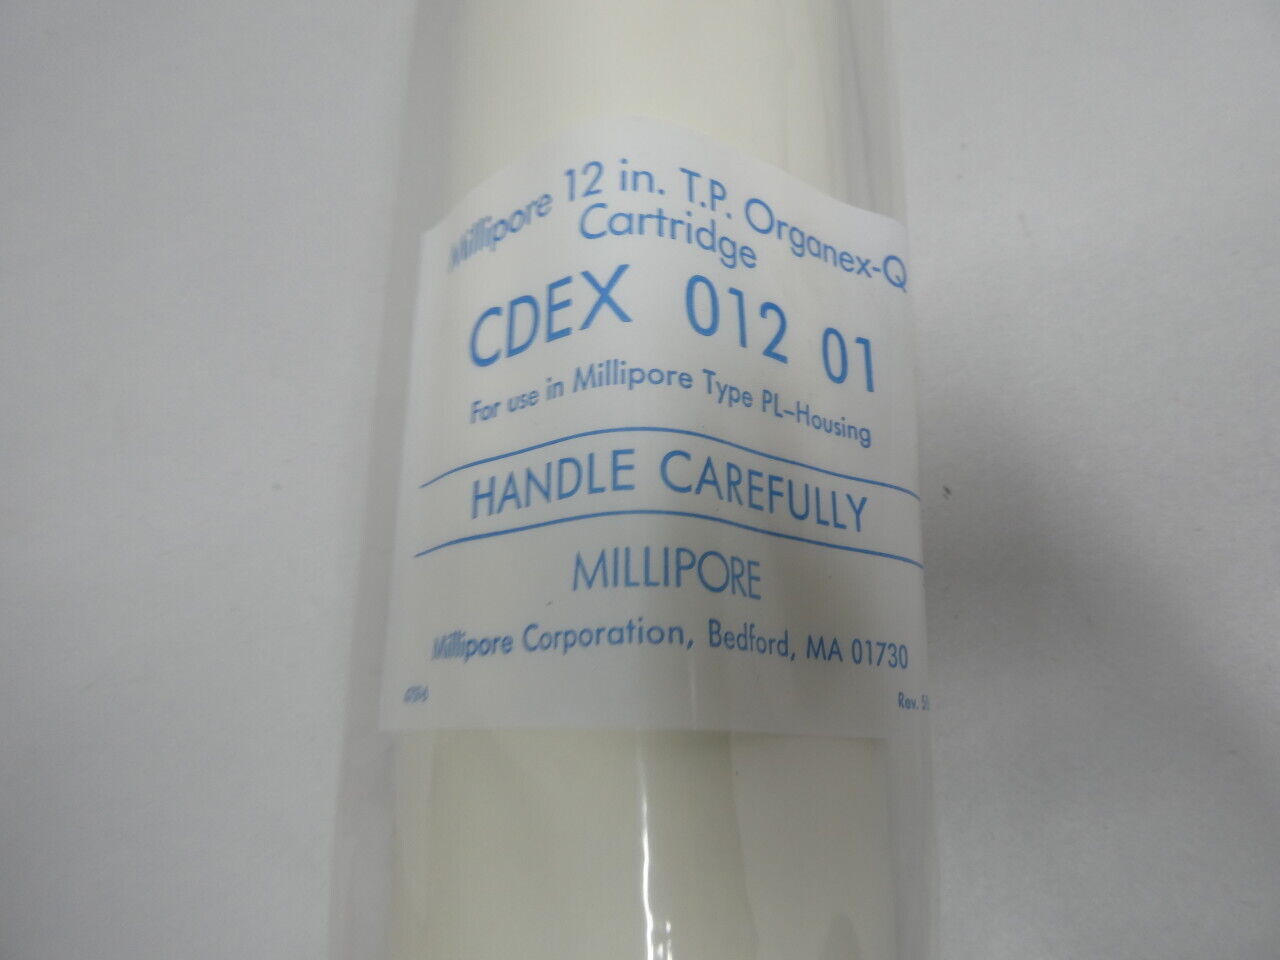 Millipore 12 in. T.P. Organex-Q
Cartridge
CDEX 012 01
For use in Millipore Type PL-Housing
HANDLE CAREFULLY
MILLIPORE
Millipore Corporation, Bedford, MA 01730
Rev.